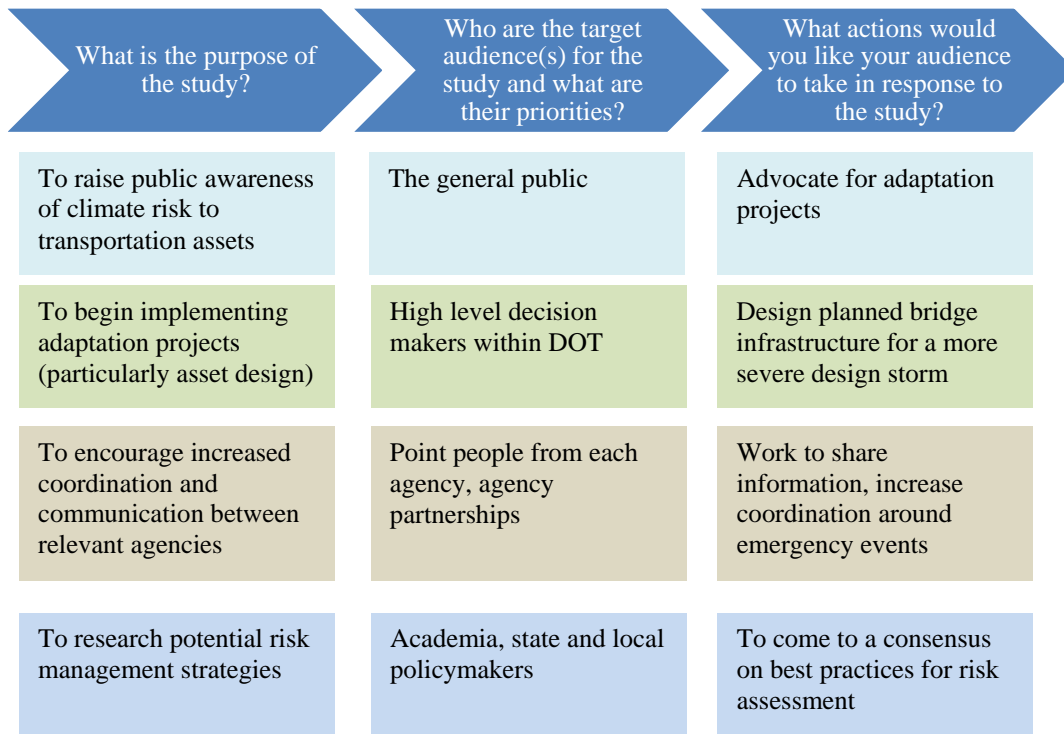 What is the purpose of
the study?
Who are the target
audience(s) for the
study and what are
their priorities?
What actions would
you like your audience
to take in response to
the study?
To raise public awareness
of climate risk to
transportation assets
The general public
Advocate for adaptation
projects
To begin implementing
adaptation projects
(particularly asset design)
High level decision
makers within DOT
Design planned bridge
infrastructure for a more
severe design storm
To encourage increased
coordination and
communication between
relevant agencies
Point people from each
agency, agency
partnerships
Work to share
information, increase
coordination around
emergency events
To research potential risk
management strategies
Academia, state and local
policymakers
To come to a consensus
on best practices for risk
assessment